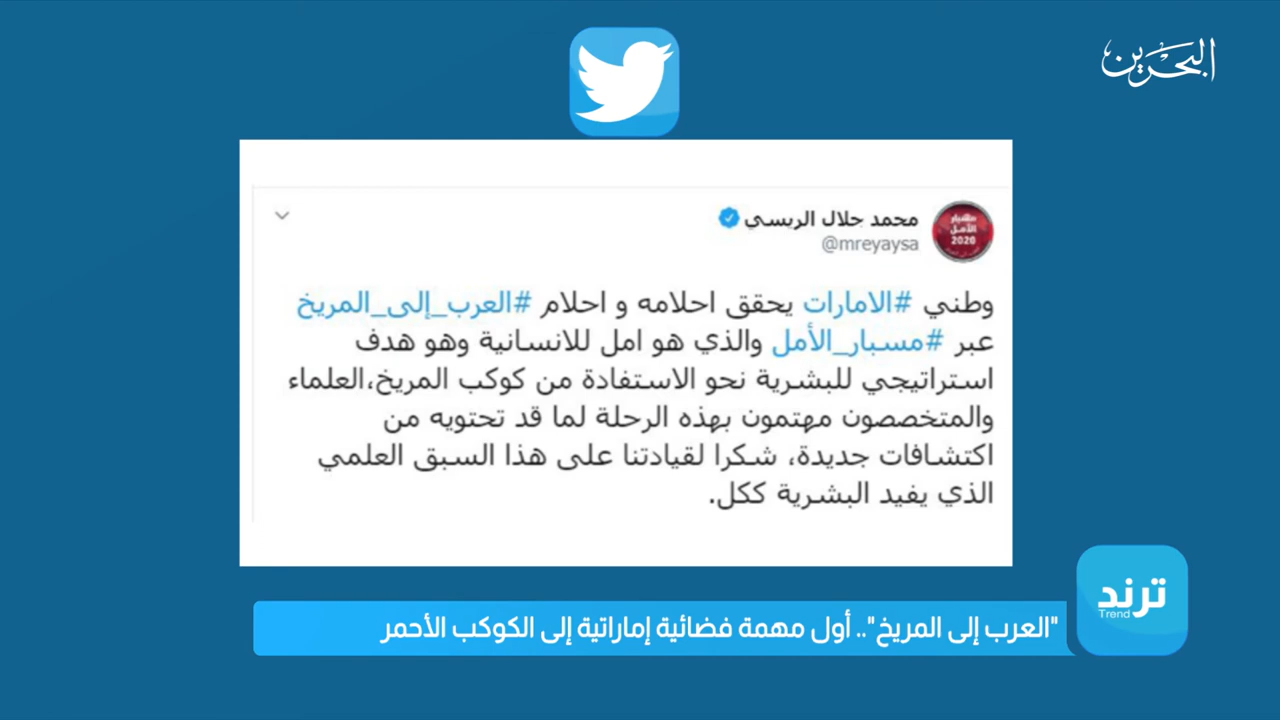 البحرين
محمد جلال الريسي
@mreyaysa
مسبار
الأمل
2020
وطني #الامارات يحقق احلامه و احلام #العرب_إلى_المريخ
عبر #مسبار_الأمل والذي هو امل للانسانية وهو هدف
استراتيجي للبشرية نحو الاستفادة من كوكب المريخ،العلماء
والمتخصصون مهتمون بهذه الرحلة لما قد تحتويه من
اكتشافات جديدة، شكرا لقيادتنا على هذا السبق العلمي
الذي يفيد البشرية ككل.
ترند
Trend
"العرب إلى المريخ".. أول مهمة فضائية إماراتية إلى الكوكب الأحمر